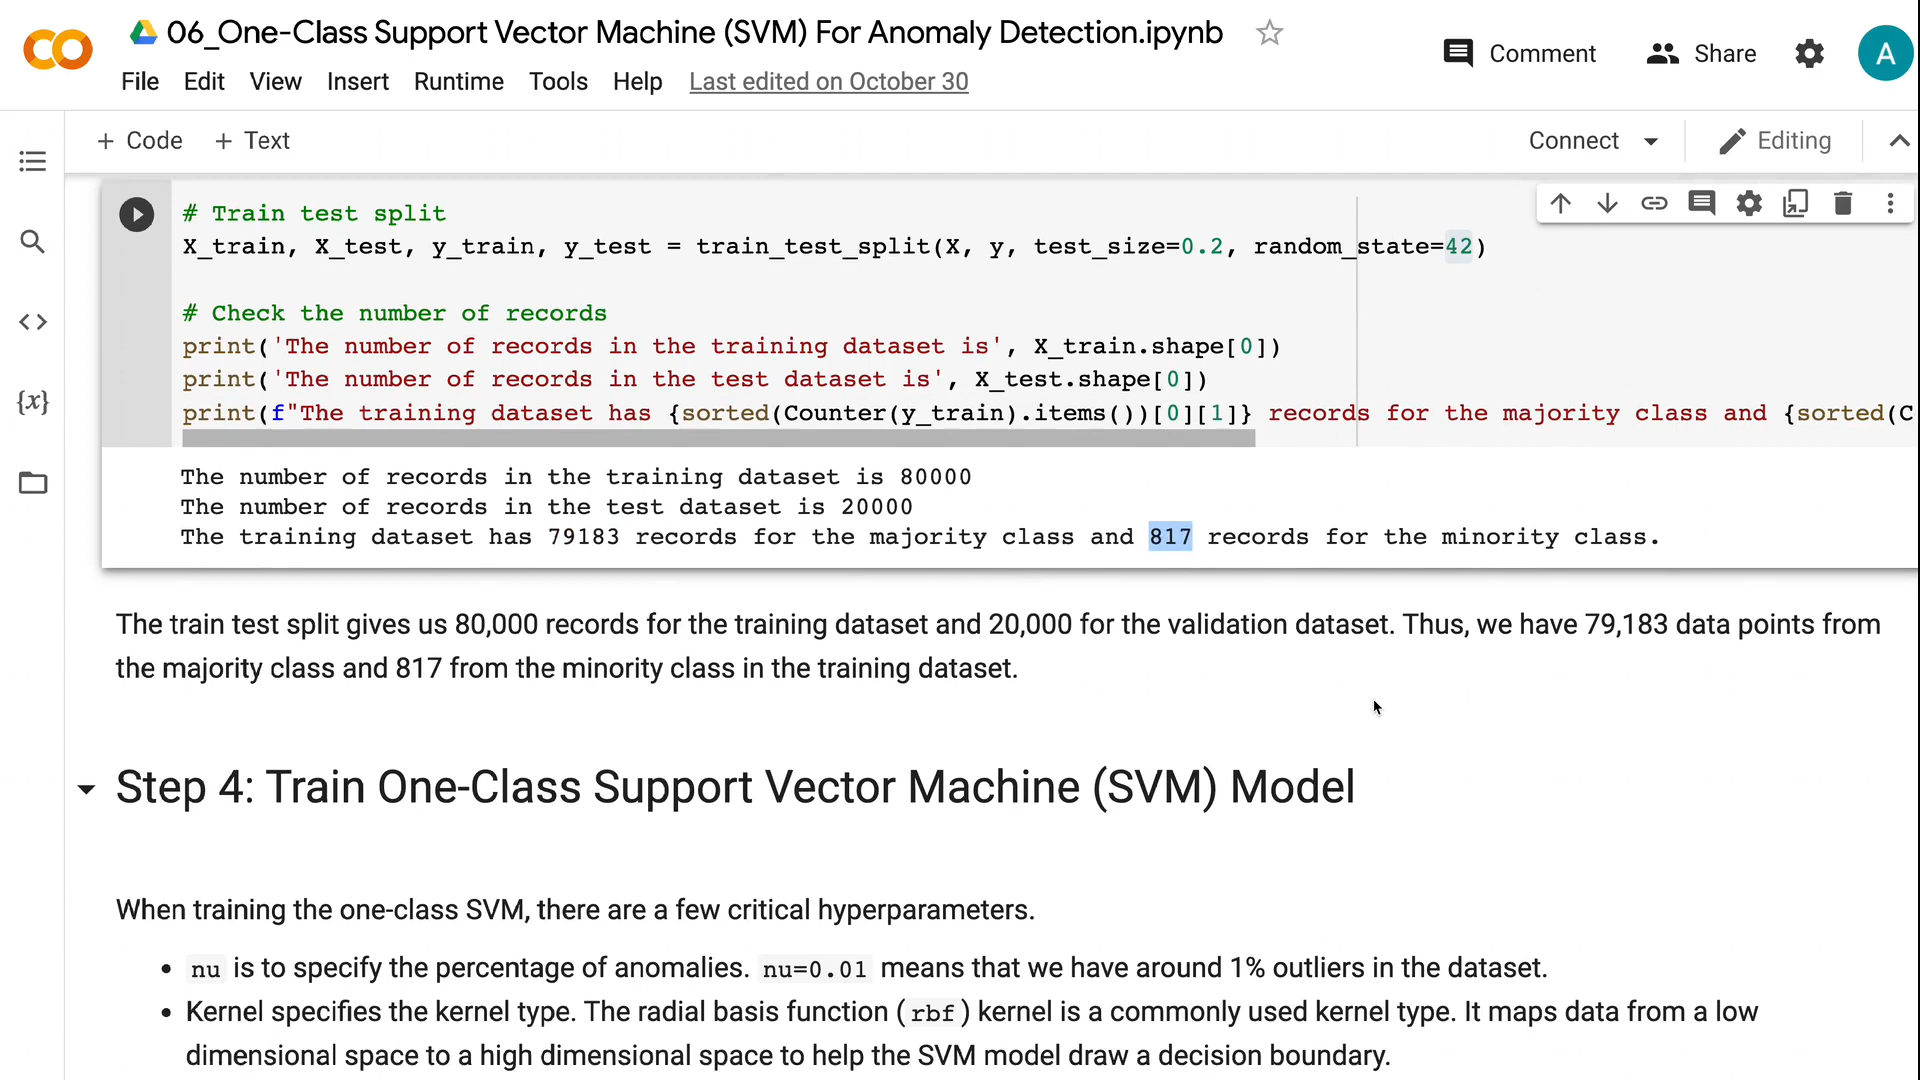 06_One-Class Support Vector Machine (SVM) For Anomaly Detection.ipynb
File Edit View Insert Runtime Tools Help Last edited on October 30
Comment Share A
+ Code + Text
Connect Editing
# Train test split
X_train, X_test, y_train, y_test = train_test_split(X, y, test_size=0.2, random_state=42)
# Check the number of records
print('The number of records in the training dataset is', X_train.shape[0])
print('The number of records in the test dataset is', X_test.shape[0])
print(f"The training dataset has {sorted(Counter(y_train).items())[0][1]} records for the majority class and {sorted(C
The number of records in the training dataset is 80000
The number of records in the test dataset is 20000
The training dataset has 79183 records for the majority class and 817 records for the minority class.
The train test split gives us 80,000 records for the training dataset and 20,000 for the validation dataset. Thus, we have 79,183 data points from
the majority class and 817 from the minority class in the training dataset.
Step 4: Train One-Class Support Vector Machine (SVM) Model
When training the one-class SVM, there are a few critical hyperparameters.
• nu is to specify the percentage of anomalies. nu=0.01 means that we have around 1% outliers in the dataset.
• Kernel specifies the kernel type. The radial basis function (rbf) kernel is a commonly used kernel type. It maps data from a low
dimensional space to a high dimensional space to help the SVM model draw a decision boundary.